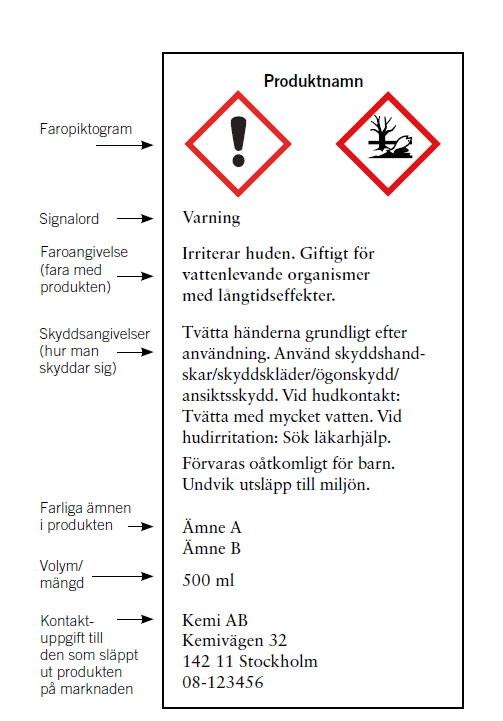 Produktnamn
Faropiktogram
Signalord
Varning
Faroangivelse
(fara med
produkten)
Irriterar huden. Giftigt för
vattenlevande organismer
med långtidseffekter.
Skyddsangivelser
(hur man
skyddar sig)
Tvätta händerna grundligt efter
användning. Använd skyddshand-
skar/skyddskläder/ögonskydd/
ansiktsskydd. Vid hudkontakt:
Tvätta med mycket vatten. Vid
hudirritation: Sök läkarhjälp.
Förvaras oåtkomligt för barn.
Undvik utsläpp till miljön.
Farliga ämnen
i produkten
Ämne A
Ämne B
Volym/
mängd
500 ml
Kontakt-
uppgift till
den som släppt
ut produkten
på marknaden
Kemi AB
Kemivägen 32
142 11 Stockholm
08-123456